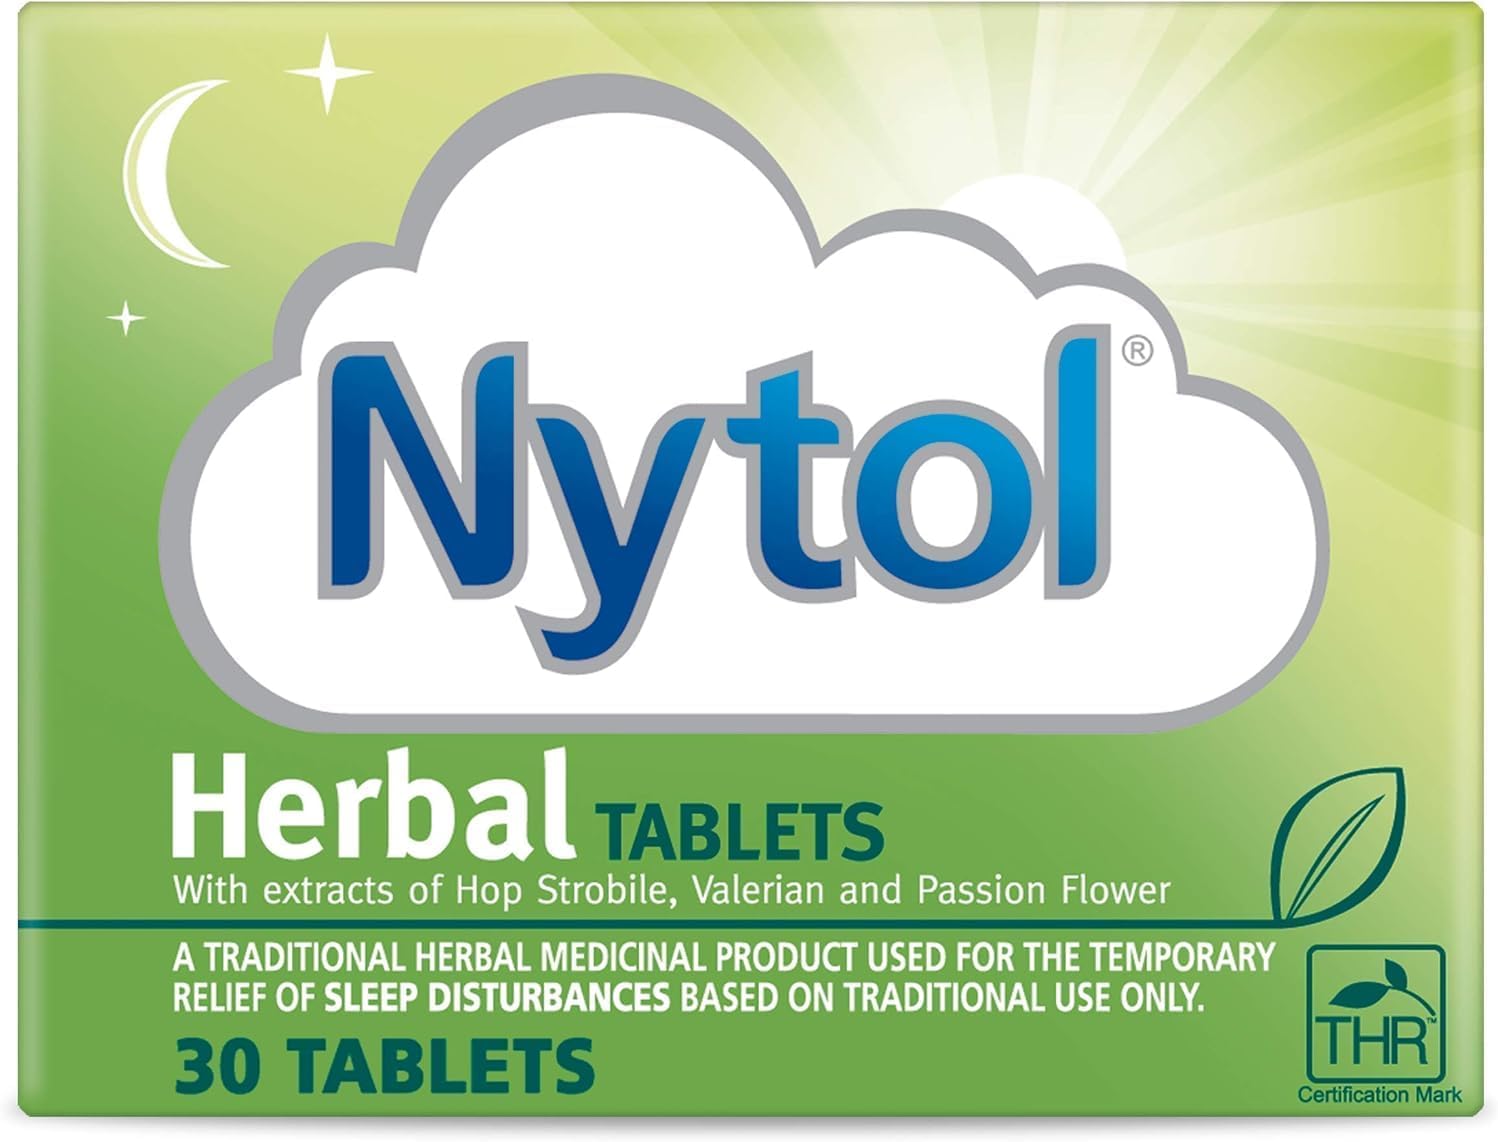 Nytol®
Herbal TABLETS
With extracts of Hop Strobile, Valerian and Passion Flower
A TRADITIONAL HERBAL MEDICINAL PRODUCT USED FOR THE TEMPORARY
RELIEF OF SLEEP DISTURBANCES BASED ON TRADITIONAL USE ONLY.
30 TABLETS
THR™
Certification Mark